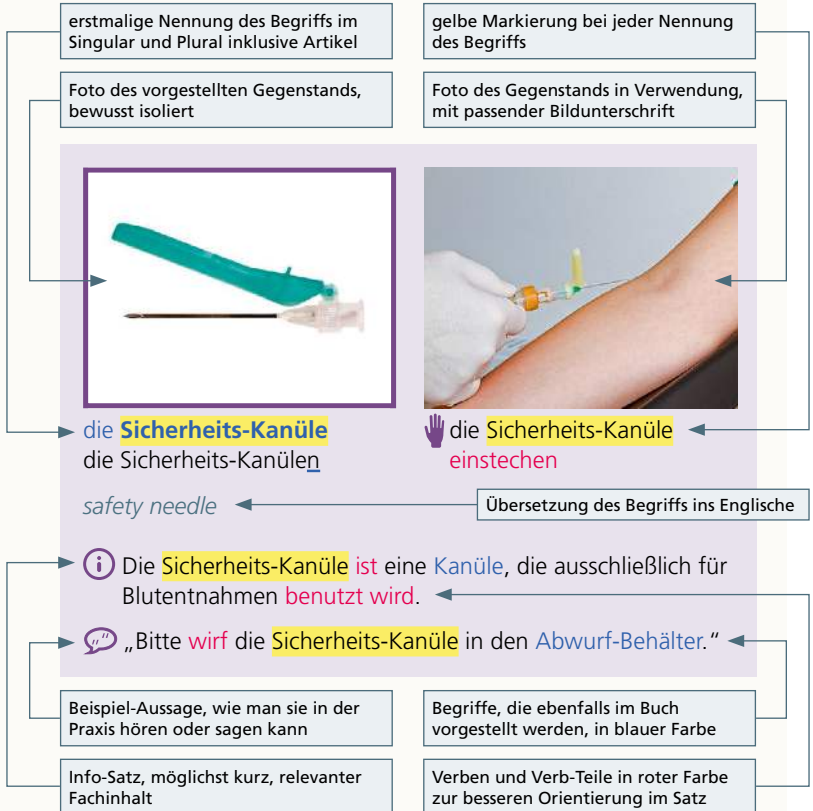 erstmalige Nennung des Begriffs im
Singular und Plural inklusive Artikel
gelbe Markierung bei jeder Nennung
des Begriffs
Foto des vorgestellten Gegenstands,
bewusst isoliert
Foto des Gegenstands in Verwendung,
mit passender Bildunterschrift
die Sicherheits-Kanüle
die Sicherheits-Kanülen
die Sicherheits-Kanüle
einstechen
safety needle
Übersetzung des Begriffs ins Englische
Die Sicherheits-Kanüle ist eine Kanüle, die ausschließlich für
Blutentnahmen benutzt wird.
„Bitte wirf die Sicherheits-Kanüle in den Abwurf-Behälter.“
Beispiel-Aussage, wie man sie in der
Praxis hören oder sagen kann
Begriffe, die ebenfalls im Buch
vorgestellt werden, in blauer Farbe
Info-Satz, möglichst kurz, relevanter
Fachinhalt
Verben und Verb-Teile in roter Farbe
zur besseren Orientierung im Satz